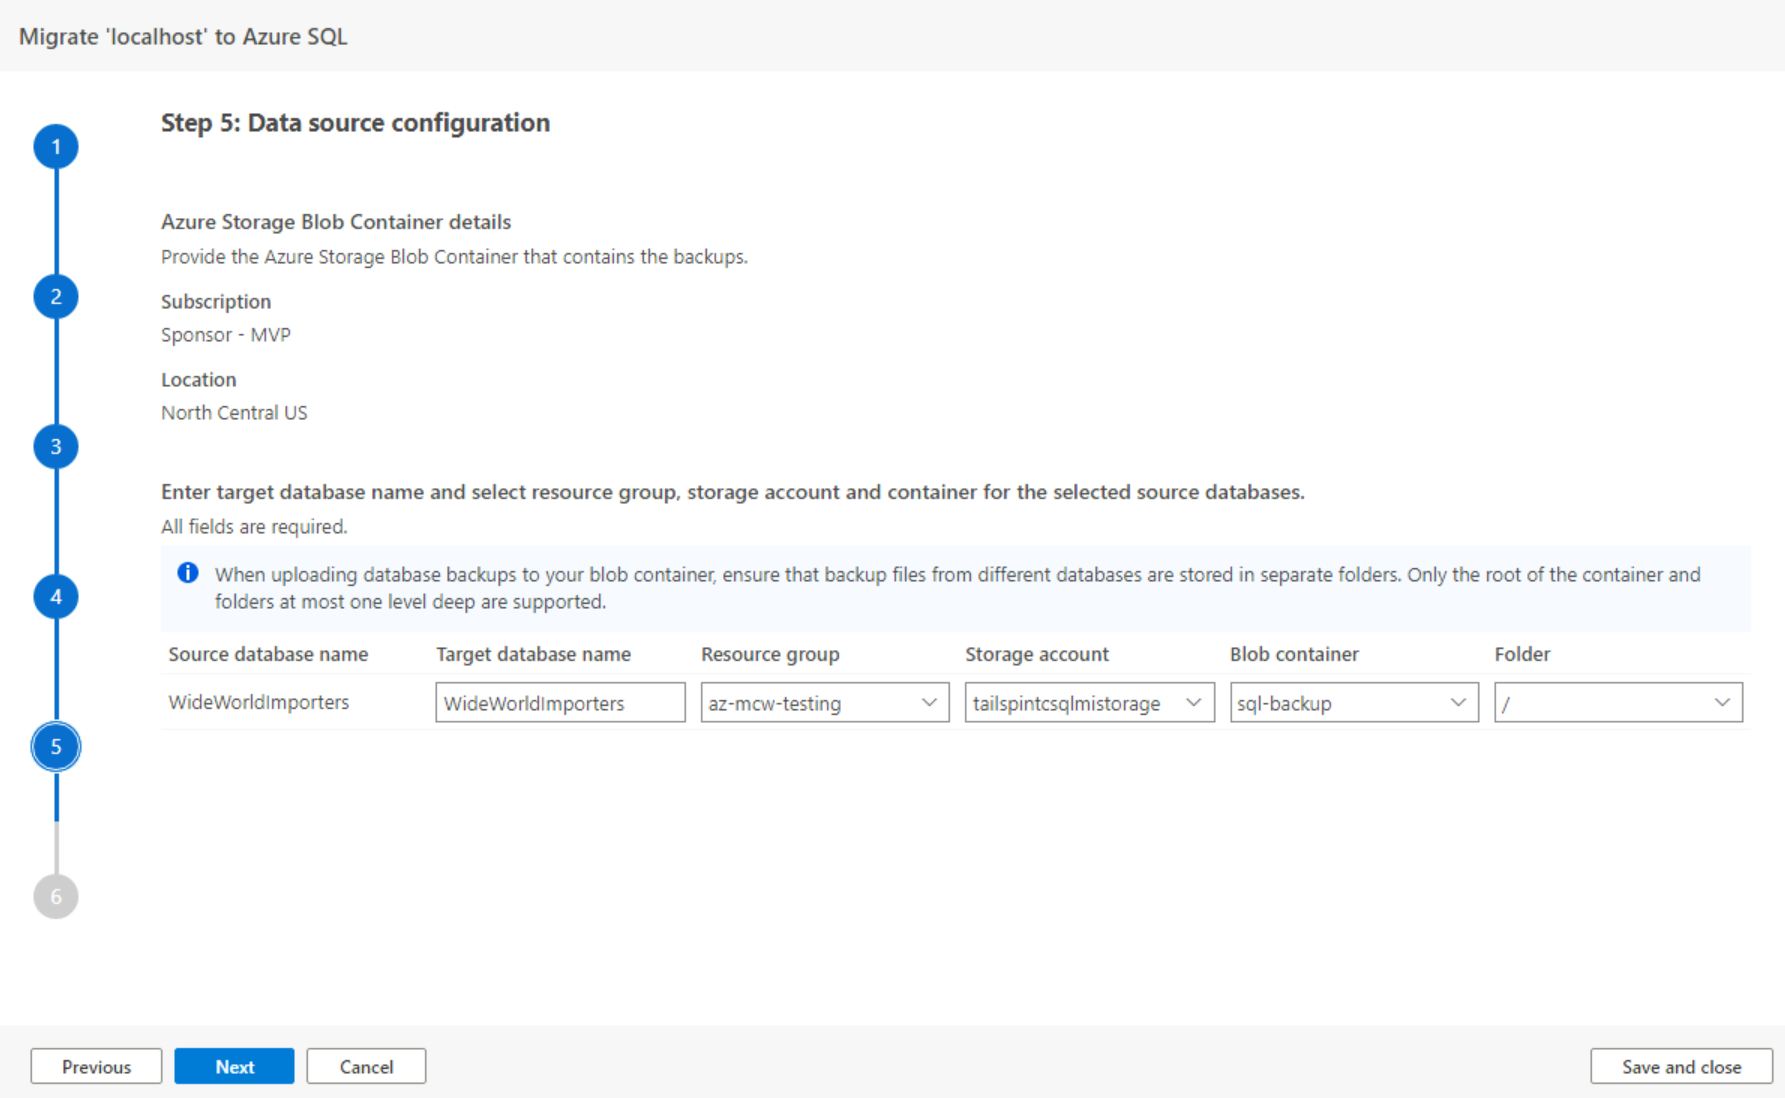 Migrate 'localhost' to Azure SQL
Step 5: Data source configuration
1
2
3
4
5
6
Azure Storage Blob Container details
Provide the Azure Storage Blob Container that contains the backups.
Subscription
Sponsor - MVP
Location
North Central US
Enter target database name and select resource group, storage account and container for the selected source databases.
All fields are required.
When uploading database backups to your blob container, ensure that backup files from different databases are stored in separate folders. Only the root of the container and
folders at most one level deep are supported.
Source database name Target database name Resource group Storage account Blob container Folder
WideWorldImporters WideWorldImporters az-mcw-testing tailspintcsqlmistorage sql-backup /
Previous Next Cancel Save and close